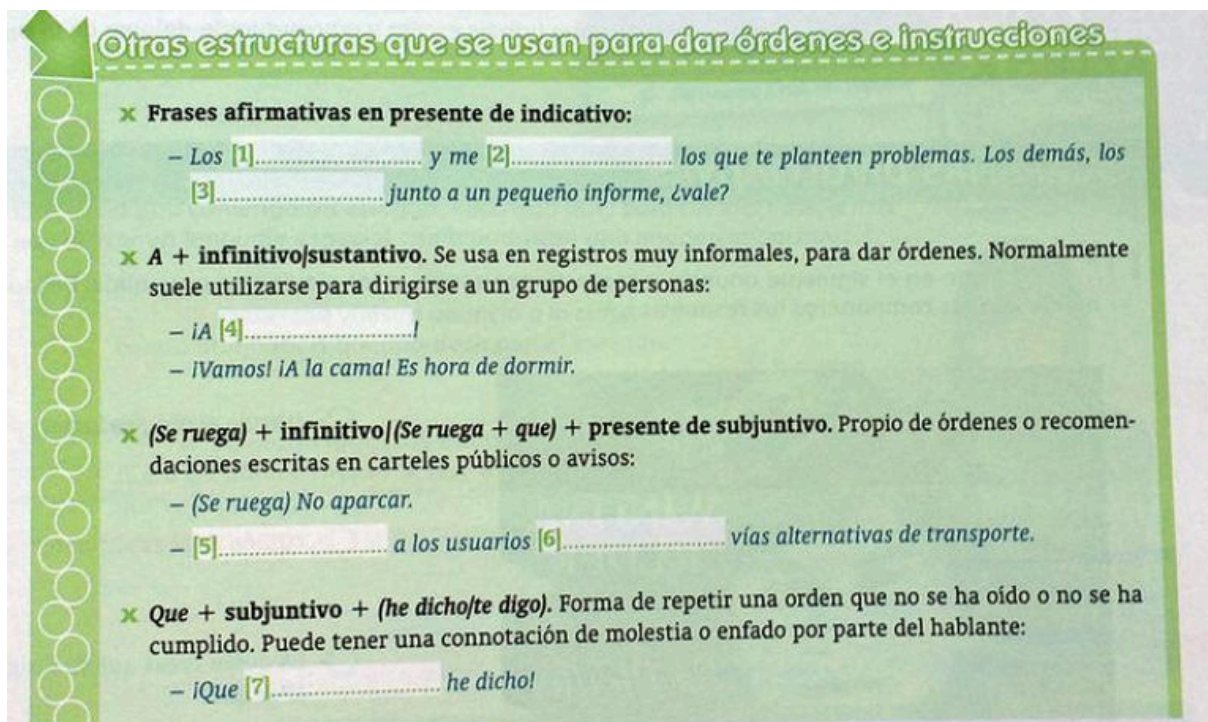 Otras estructuras que se usan para dar órdenes e instrucciones
x Frases afirmativas en presente de indicativo:
– Los [1]........................... y me [2]........................... los que te planteen problemas. Los demás, los
[3]........................... junto a un pequeño informe, ¿vale?
x A + infinitivo/sustantivo. Se usa en registros muy informales, para dar órdenes. Normalmente
suele utilizarse para dirigirse a un grupo de personas:
– ¡A [4]...........................!
– ¡Vamos! ¡A la cama! Es hora de dormir.
x (Se ruega) + infinitivo/(Se ruega + que) + presente de subjuntivo. Propio de órdenes o recomen-
daciones escritas en carteles públicos o avisos:
– (Se ruega) No aparcar.
– [5]........................... a los usuarios [6]........................... vías alternativas de transporte.
x Que + subjuntivo + (he dicho/te digo). Forma de repetir una orden que no se ha oído o no se ha
cumplido. Puede tener una connotación de molestia o enfado por parte del hablante:
– ¡Que [7]........................... he dicho!